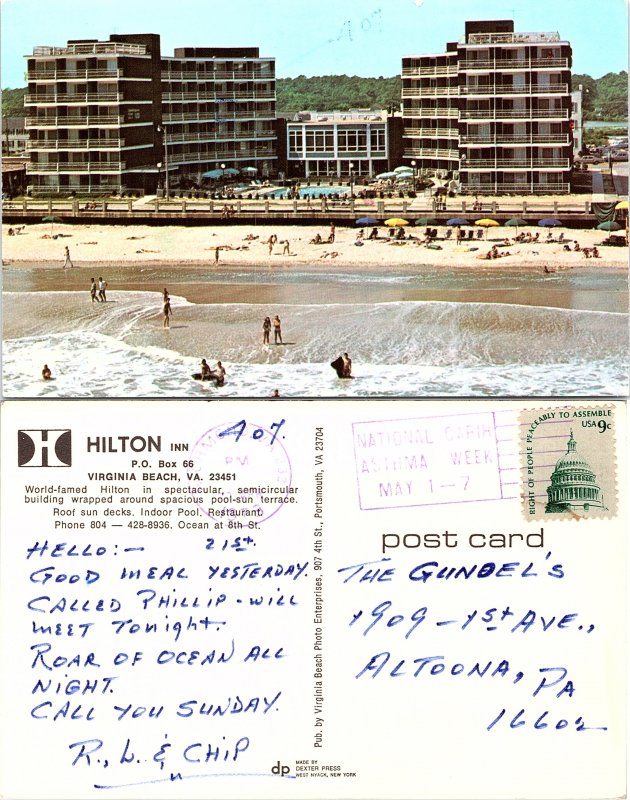 407
407.
HILTON INN
P.O. Box 66
VIRGINIA BEACH, VA. 23451
World-famed Hilton in spectacular, semicircular
building wrapped around spacious pool-sun terrace.
Roof sun decks. Indoor Pool. Restaurant
Phone 804 — 428-8936. Ocean at 8th St.
PM
HELLO:— 21st.
GOOD MEAL YESTERDAY.
CALLED PHILLIP - WILL
MEET TONIGHT.
ROAR OF OCEAN ALL
NIGHT.
CALL YOU SUNDAY.
R., L. & CHIP
Pub. by Virginia Beach Photo Enterprises, 907 4th St., Portsmouth, VA 23704
dp
MADE BY
DEXTER PRESS
WEST NYACK, NEW YORK
NATIONAL
ASTHMA WEEK
MAY 1-7
RIGHT OF PEOPLE PEACEABLY TO ASSEMBLE
USA 9c
post card
THE GUNDEL'S
1909 - 1st AVE.,
ALTOONA, PA
16602